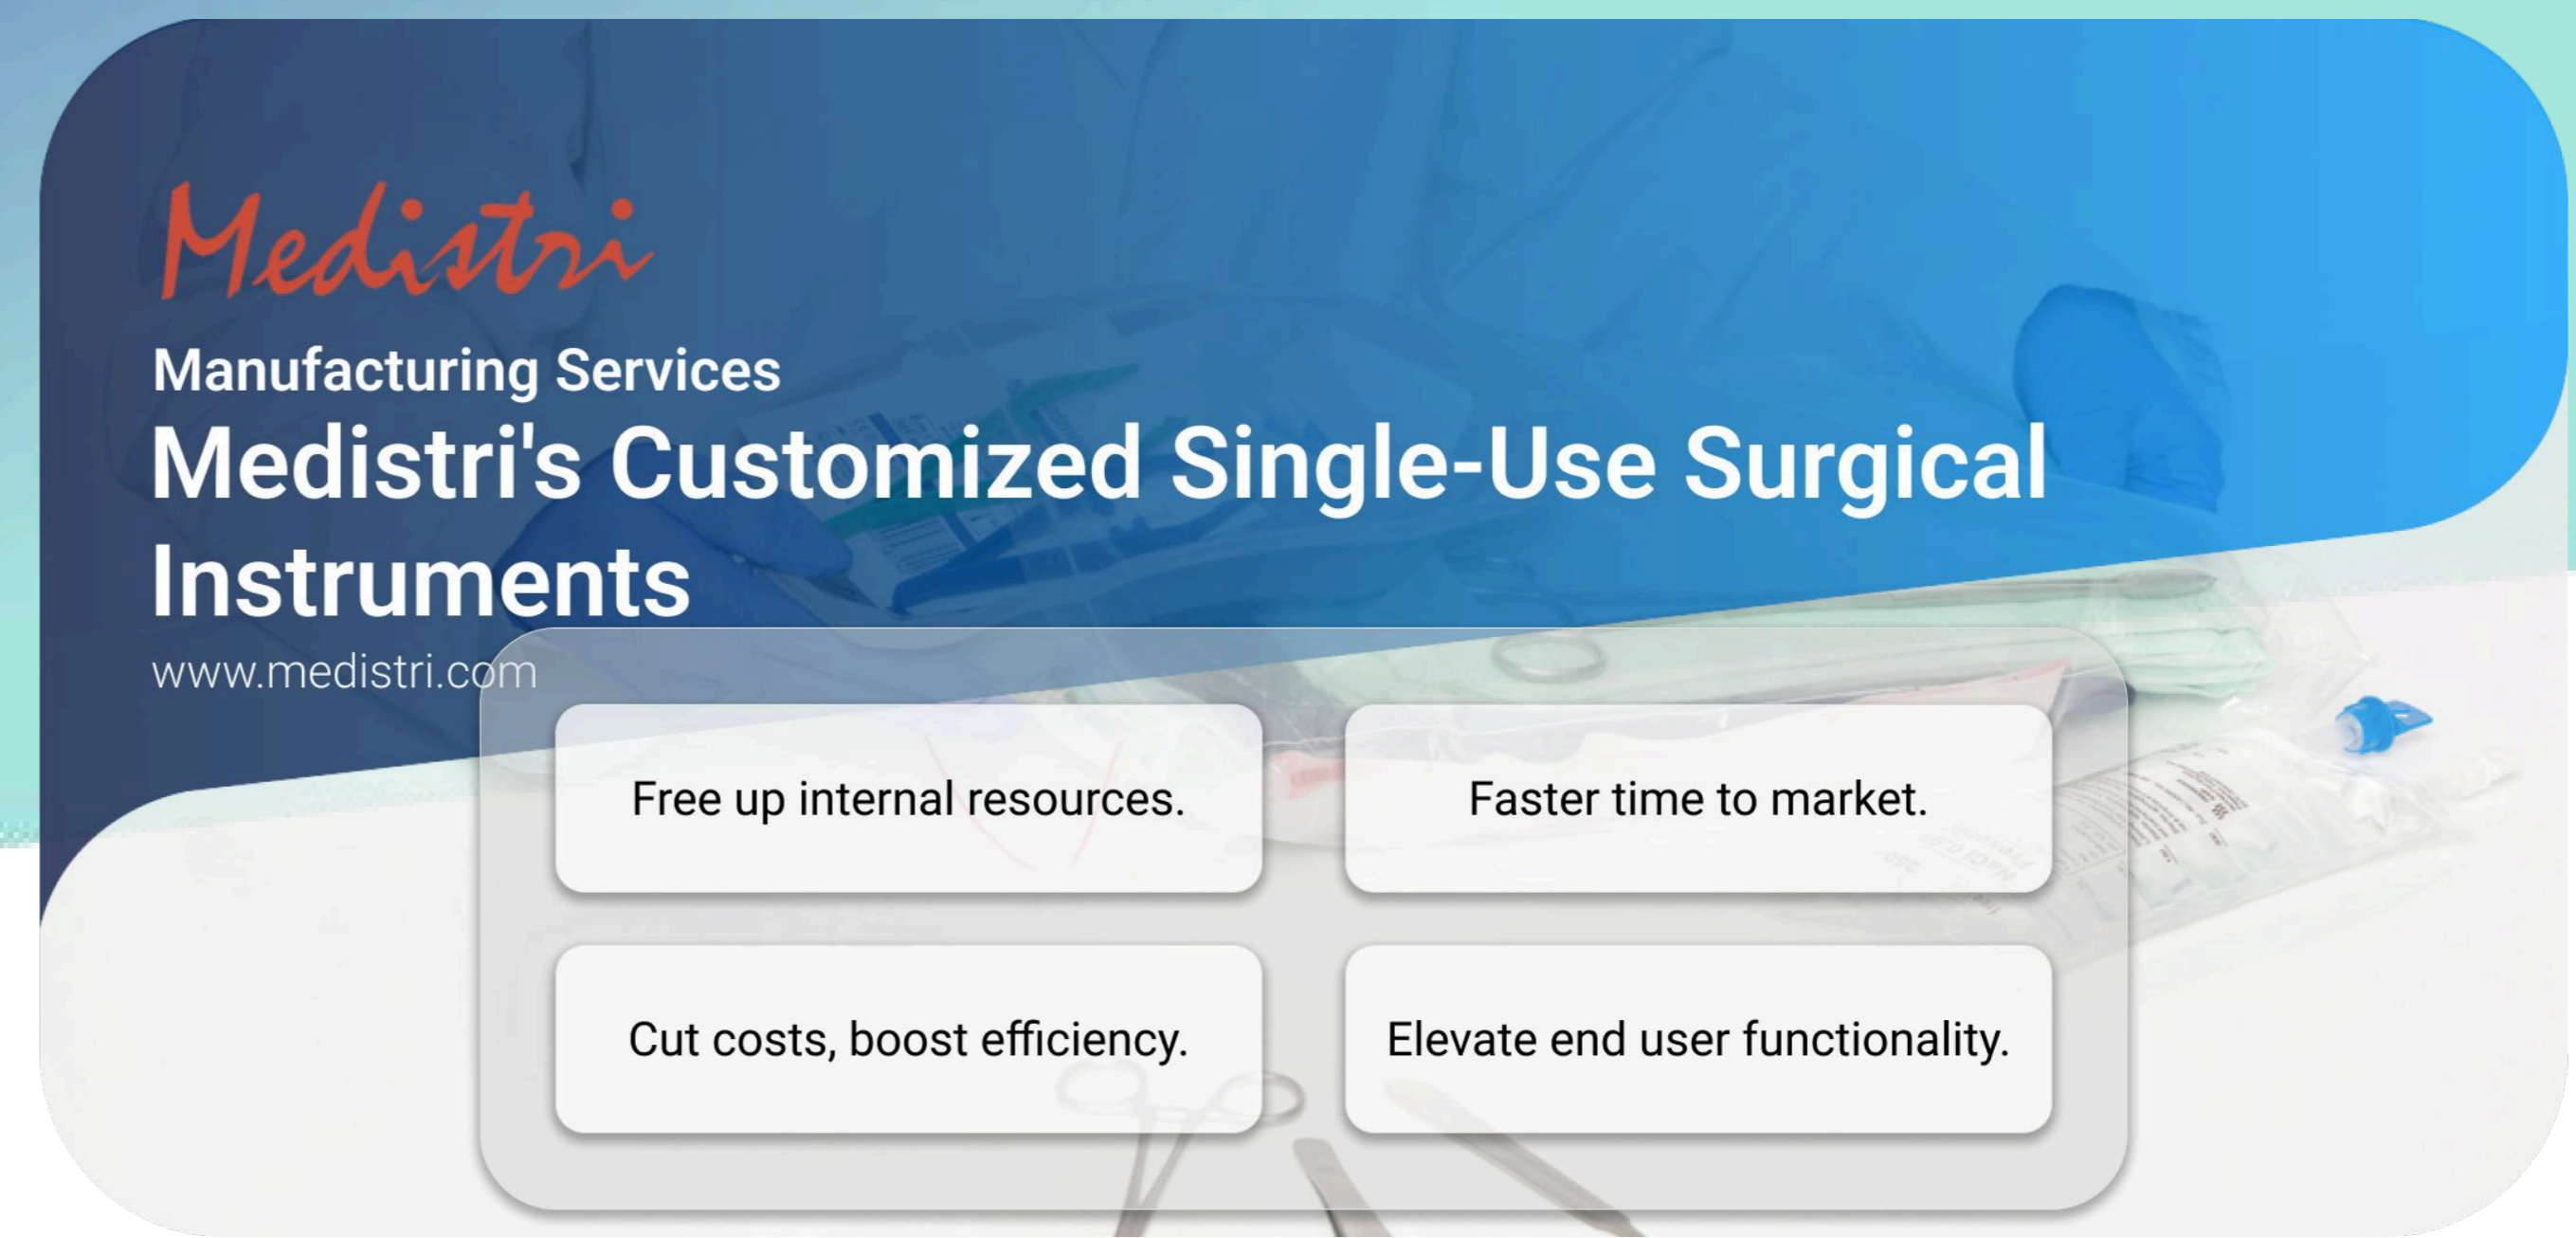 Medistri
Manufacturing Services
Medistri's Customized Single-Use Surgical
Instruments
www.medistri.com
Free up internal resources.
Faster time to market.
Cut costs, boost efficiency.
Elevate end user functionality.